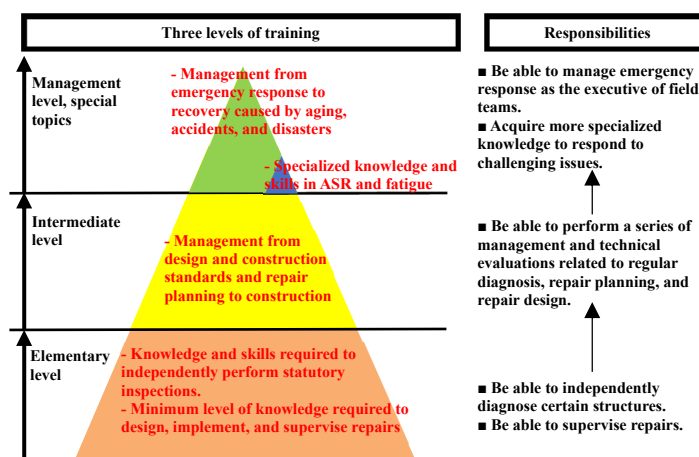 Three levels of training
Responsibilities
Management
level, special
topics
- Management from
emergency response to
recovery caused by aging,
accidents, and disasters
- Specialized knowledge and
skills in ASR and fatigue
■ Be able to manage emergency
response as the executive of field
teams.
■ Acquire more specialized
knowledge to respond to
challenging issues.
Intermediate
level
- Management from
design and construction
standards and repair
planning to construction
■ Be able to perform a series of
management and technical
evaluations related to regular
diagnosis, repair planning, and
repair design.
Elementary
level
- Knowledge and skills required to
independently perform statutory
inspections.
- Minimum level of knowledge required to
design, implement, and supervise repairs
■ Be able to independently
diagnose certain structures.
■ Be able to supervise repairs.